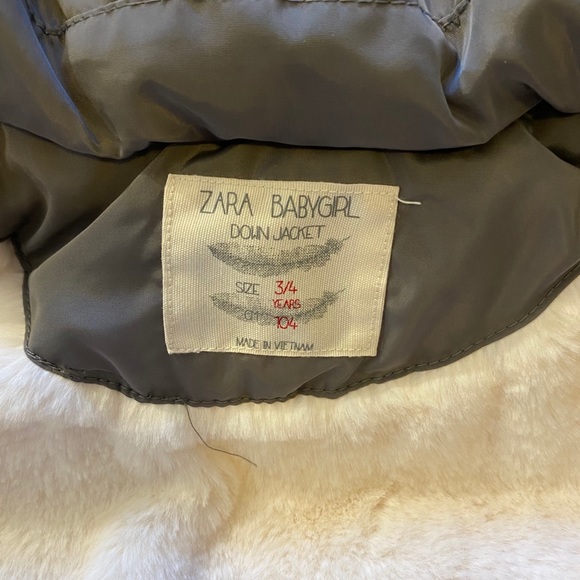 ZARA BABYGIRL
DOWN JACKET
SIZE 3/4
YEARS
104
MADE IN VIETNAM